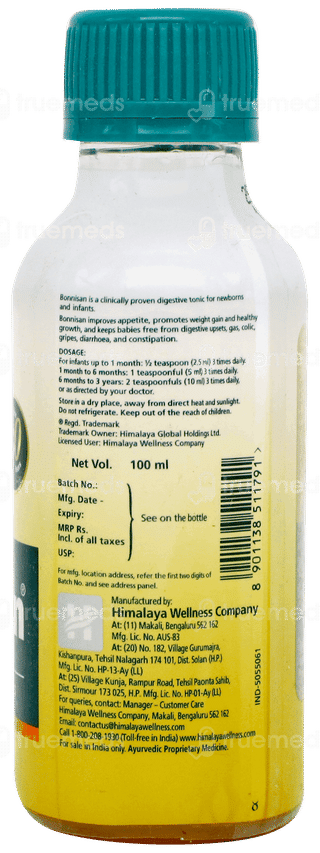 Bonnisan is a clinically proven digestive tonic for newborns
and infants.
Bonnisan improves appetite, promotes weight gain and healthy
growth, and keeps babies free from digestive upsets, gas, colic,
gripes, diarrhoea, and constipation.
DOSAGE:
For infants up to 1 month: ½ teaspoon (2.5 ml) 3 times daily.
1 month to 6 months: 1 teaspoonful (5 ml) 3 times daily.
6 months to 3 years: 2 teaspoonfuls (10 ml) 3 times daily,
or as directed by your doctor.
Store in a dry place, away from direct heat and sunlight.
Do not refrigerate. Keep out of the reach of children.
® Regd. Trademark
Trademark Owner: Himalaya Global Holdings Ltd.
Licensed User: Himalaya Wellness Company
Net Vol. 100 ml
Batch No.:
Mfg. Date -
Expiry:
MRP Rs.
Incl. of all taxes
USP:
See on the bottle
For mfg. location address, refer the first two digits of
Batch No. and see address panel.
Manufactured by:
Himalaya Wellness Company
At: (11) Makali, Bengaluru 562 162
Mfg. Lic. No. AUS-83
At: (20) No. 182, Village Gurumajra,
Kishanpura, Tehsil Nalagarh 174 101, Dist. Solan (H.P.)
Mfg. Lic. No. HP-13-Ay (LL)
At: (25) Village Kunja, Rampur Road, Tehsil Paonta Sahib,
Dist. Sirmour 173 025, H.P. Mfg. Lic. No. HP-01-Ay (LL)
For queries, contact: Manager – Customer Care
Himalaya Wellness Company, Makali, Bengaluru 562 162
Email: contactus@himalayawellness.com
Call 1-800-208-1930 (Toll-free in India) www.himalayawellness.com
For sale in India only. Ayurvedic Proprietary Medicine.
8 901138 511791 >
IND-5055061
n®
truemeds
truemeds
truemeds
truemeds
truemeds